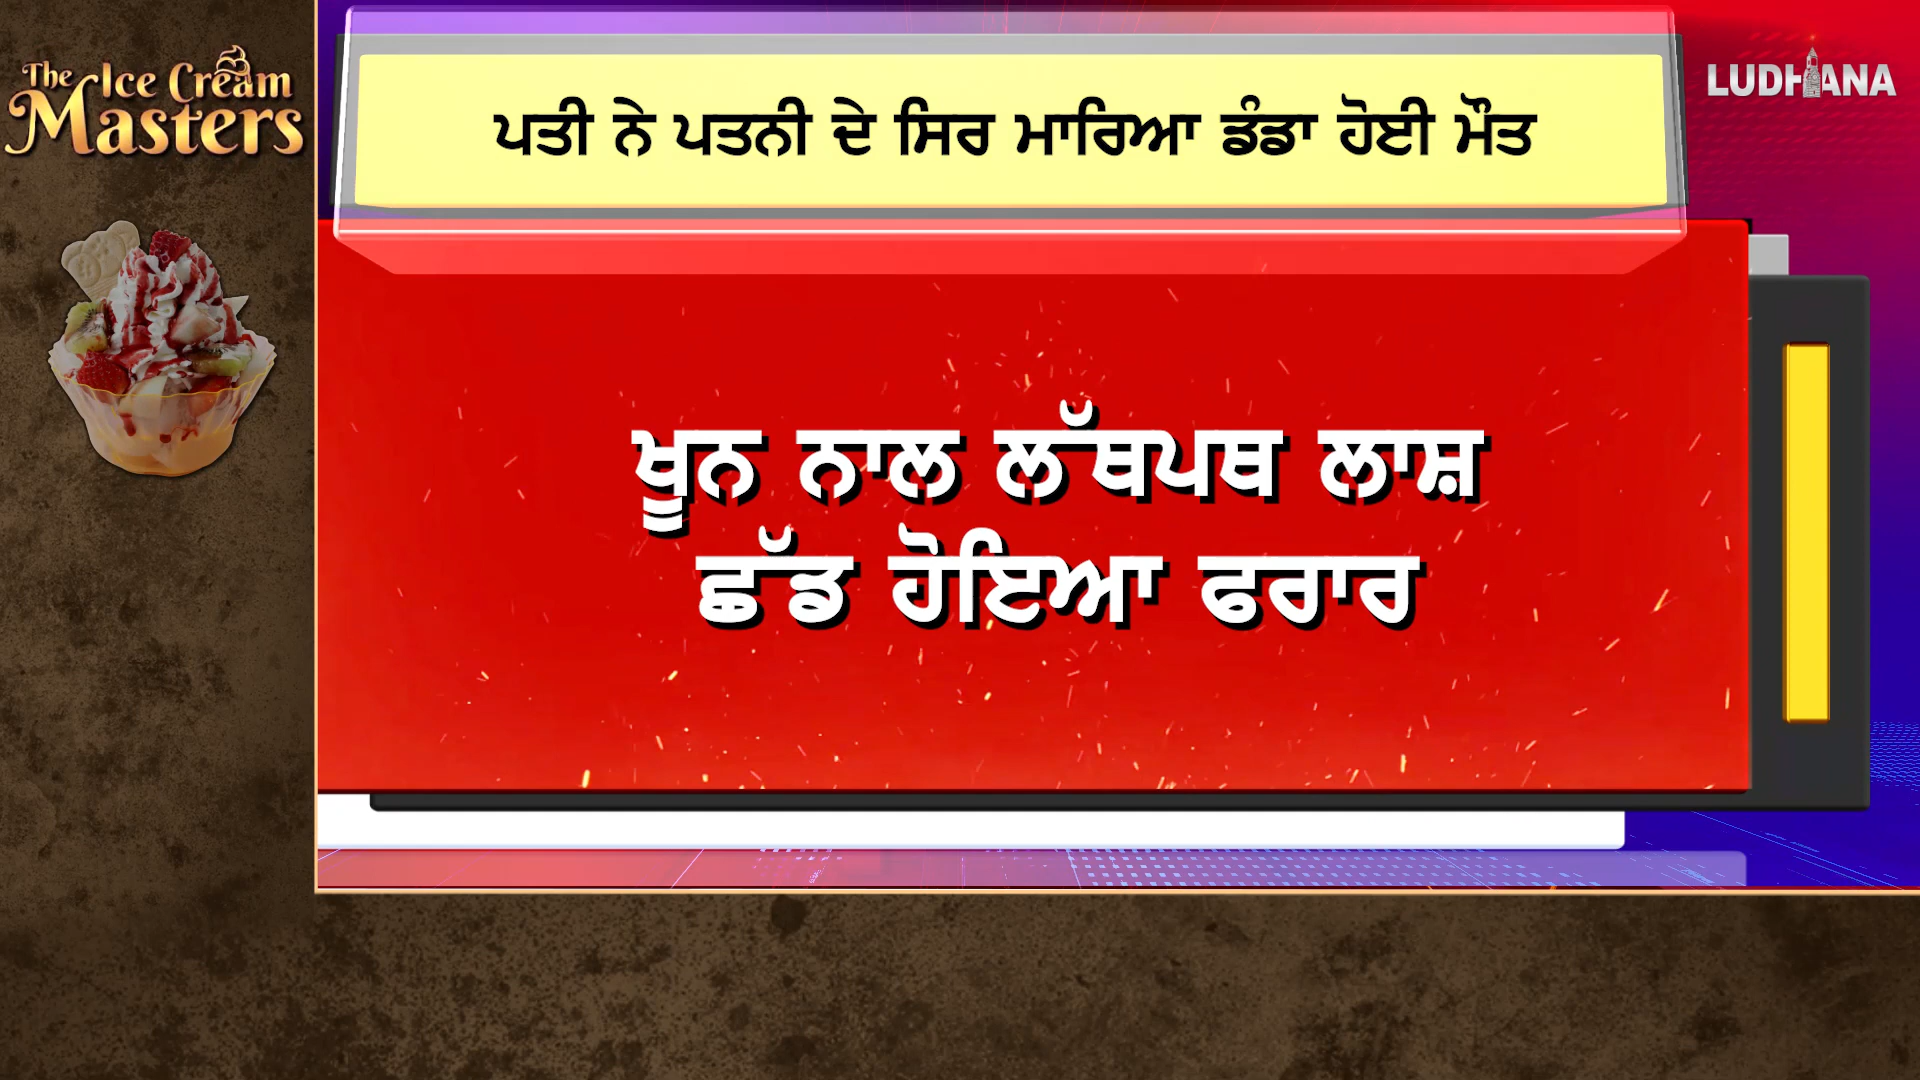 The Ice Cream
Masters
LUDHIANA
ਪਤੀ ਨੇ ਪਤਨੀ ਦੇ ਸਿਰ ਮਾਰਿਆ ਡੰਡਾ ਹੋਈ ਮੌਤ
ਖੂਨ ਨਾਲ ਲੱਥਪਥ ਲਾਸ਼
ਛੱਡ ਹੋਇਆ ਫਰਾਰ